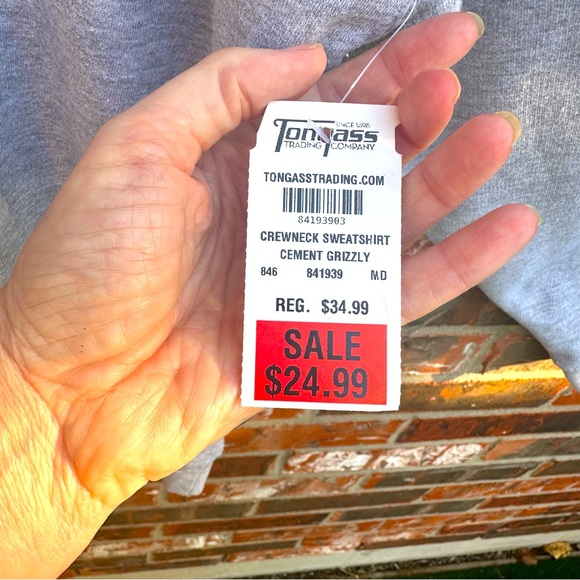 SINCE 1898
Tongass
TRADING COMPANY
TONGASSTRADING.COM
84193903
CREWNECK SWEATSHIRT
CEMENT GRIZZLY
846 841939 MD
REG. $34.99
SALE
$24.99